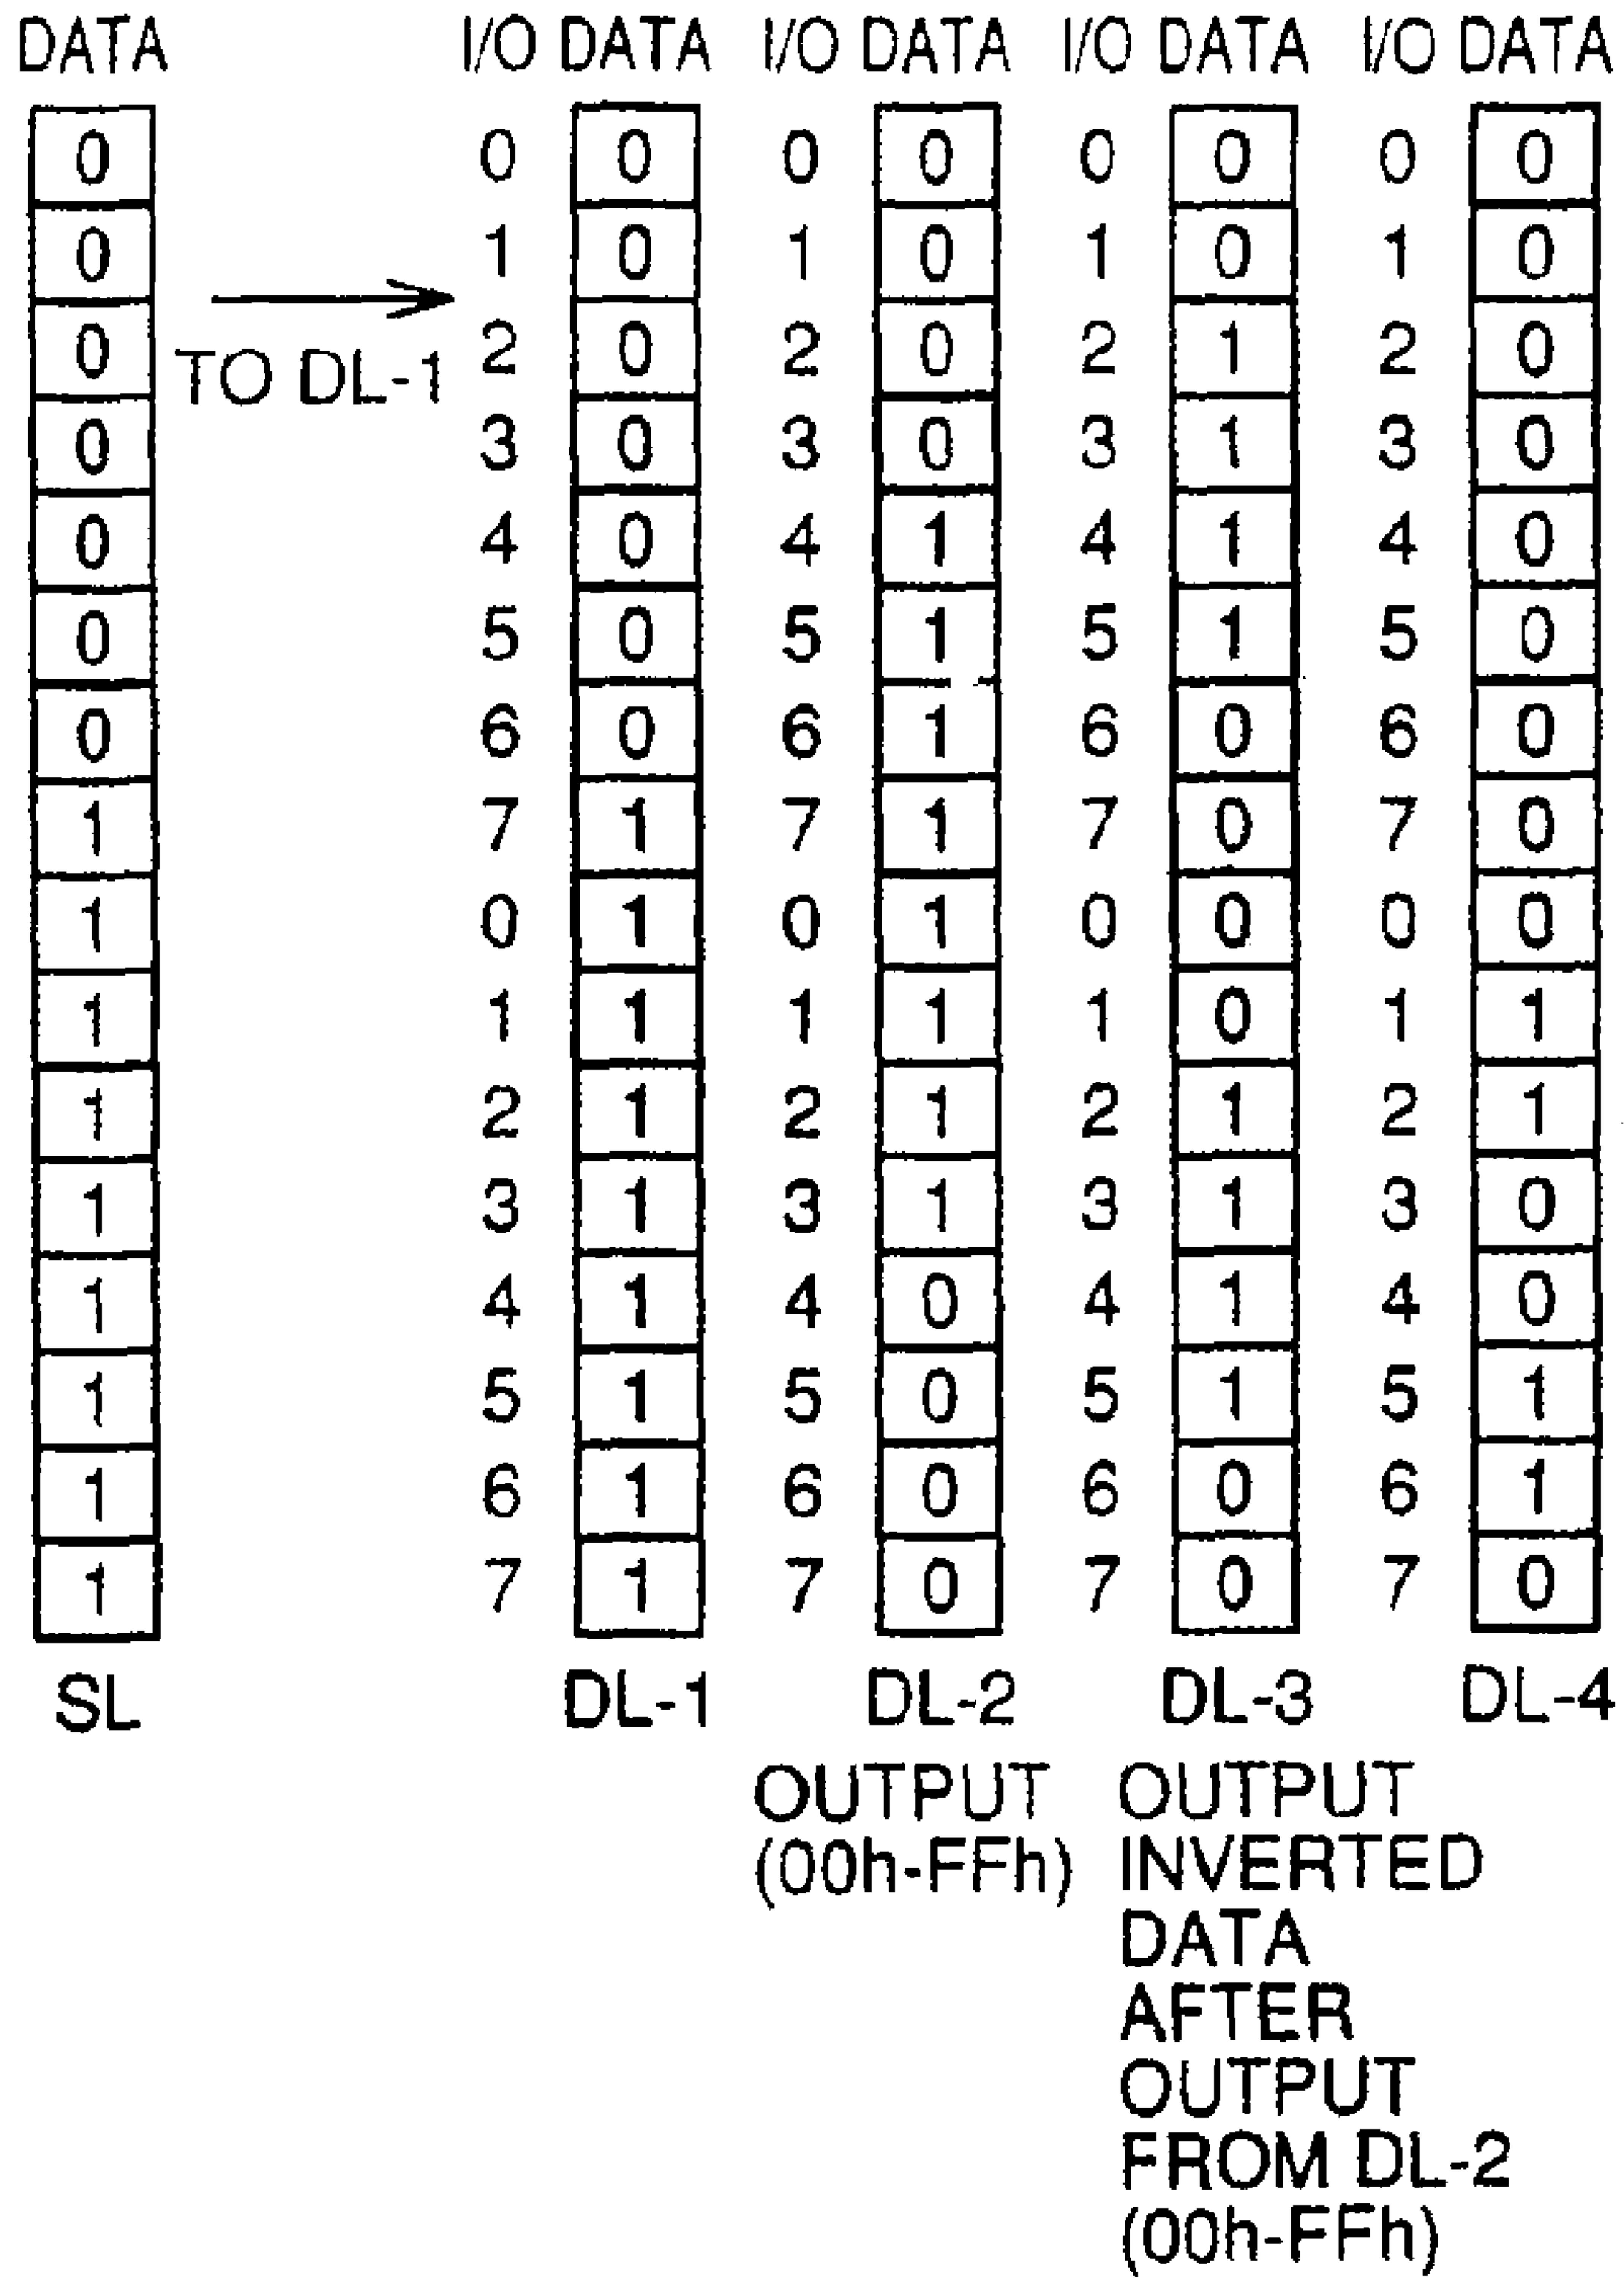 DATA I/O DATA I/O DATA I/O DATA I/O DATA
0 0 0 0 0 0 0 0 0
0 1 0 1 0 1 0 1 0
0 2 0 2 0 2 1 2 0
TO DL-1
0 3 0 3 0 3 1 3 0
0 4 0 4 1 4 1 4 0
0 5 0 5 1 5 1 5 0
0 6 0 6 1 6 0 6 0
1 7 1 7 1 7 0 7 0
1 0 1 0 1 0 0 0 0
1 1 1 1 1 1 0 1 1
1 2 1 2 1 2 1 2 1
1 3 1 3 1 3 1 3 0
1 4 1 4 0 4 1 4 0
1 5 1 5 0 5 1 5 1
1 6 1 6 0 6 0 6 1
1 7 1 7 0 7 0 7 0
SL DL-1 DL-2 DL-3 DL-4
OUTPUT
(00h-FFh)
OUTPUT
INVERTED
DATA
AFTER
OUTPUT
FROM DL-2
(00h-FFh)